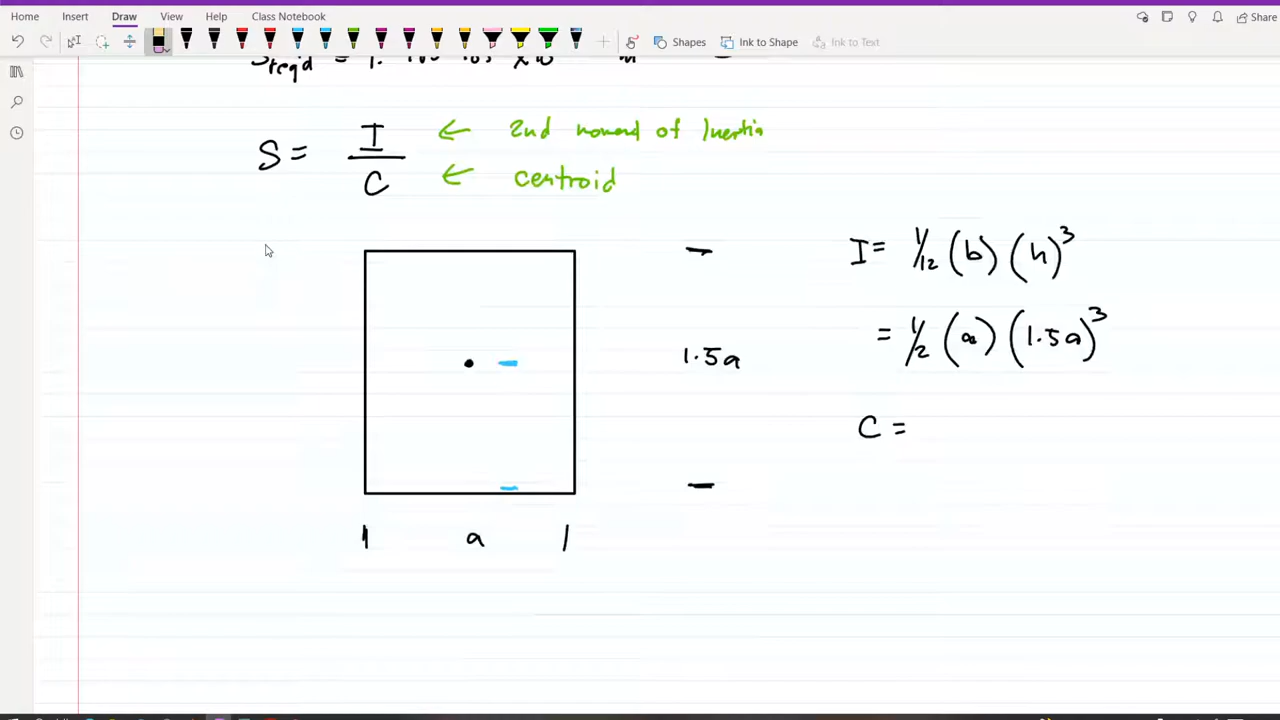 Home Insert Draw View Help Class Notebook Share
Shapes Ink to Shape Ink to Text
S = I ← 2nd moment of Inertia
C ← centroid
I = 1/12 (b) (h)^3
= 1/2 (a) (1.5a)^3
1.5a
C =
a